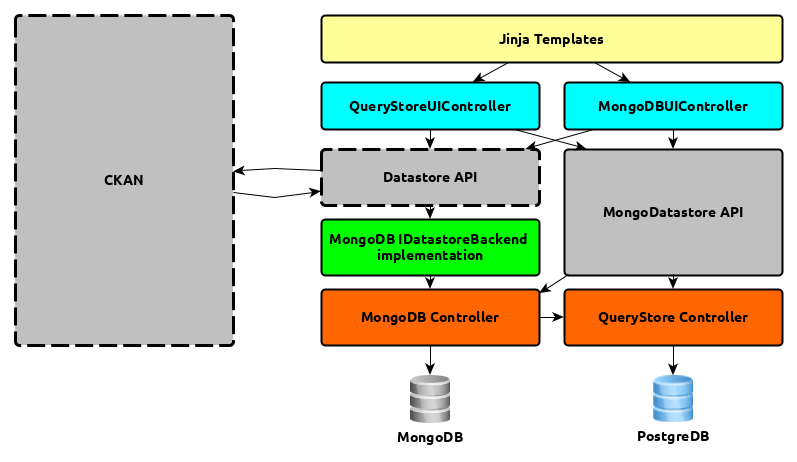 Jinja Templates
QueryStoreUIController
MongoDBUIController
CKAN
Datastore API
MongoDatastore API
MongoDB IDatastoreBackend
implementation
MongoDB Controller
QueryStore Controller
MongoDB
PostgreDB